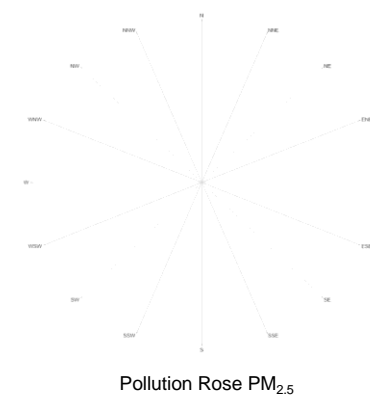 N
NNW NNE
NW NE
WNW ENE
W
WSW ESE
SW SE
SSW SSE
S
Pollution Rose PM2.5